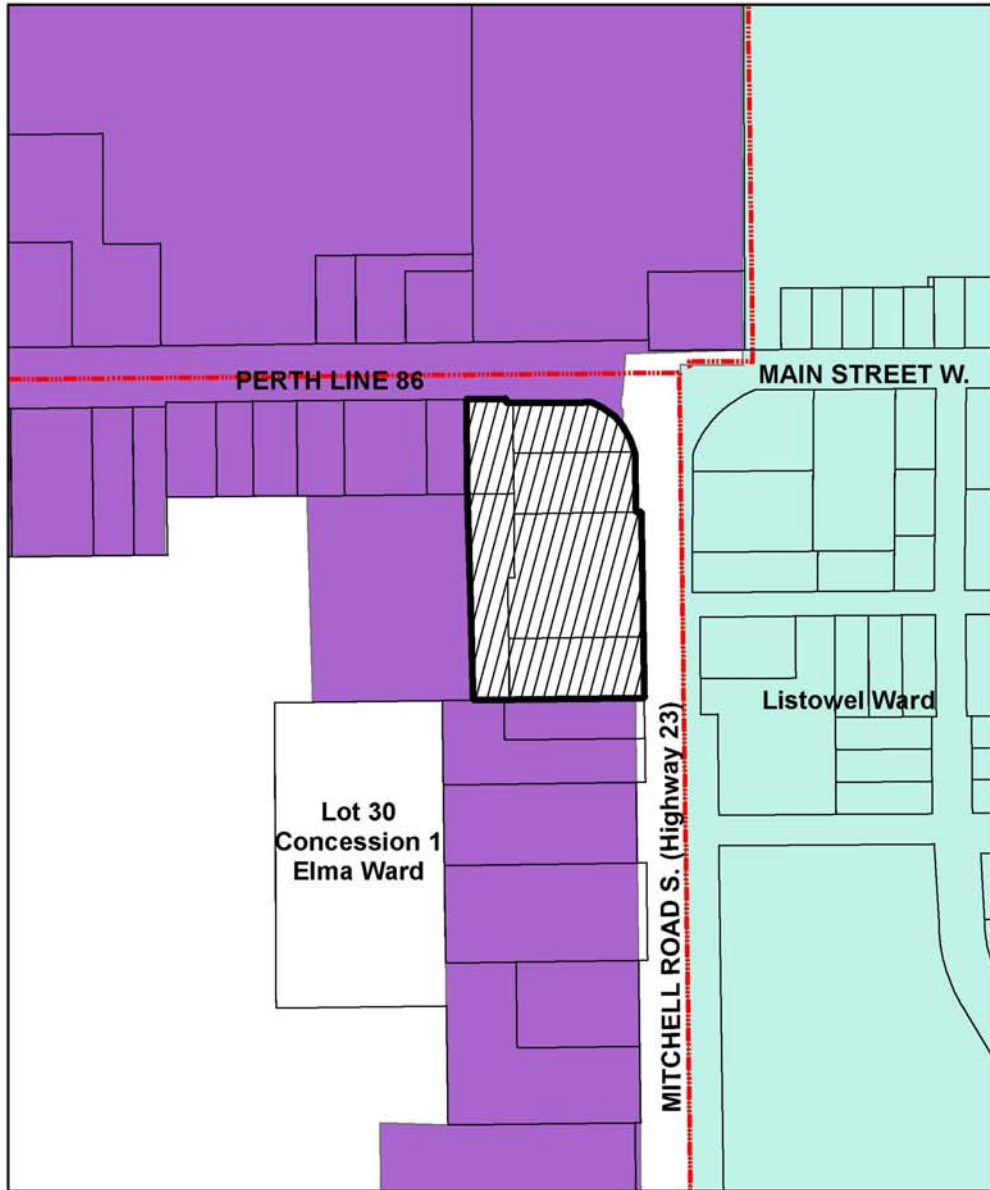 PERTH LINE 86
MAIN STREET W.
Listowel Ward
Lot 30
Concession 1
Elma Ward
MITCHELL ROAD S. (Highway 23)